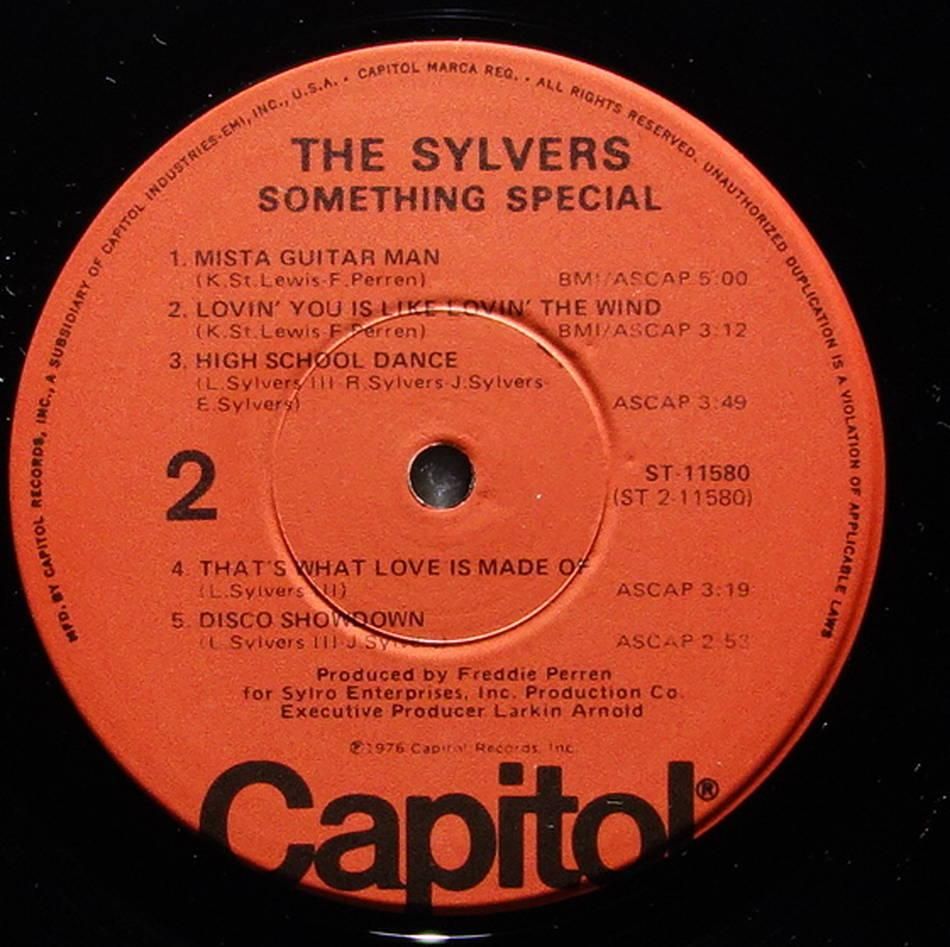 MFD. BY CAPITOL RECORDS, INC., A SUBSIDIARY OF CAPITOL INDUSTRIES-EMI, INC., U.S.A. • CAPITOL MARCA REG. • ALL RIGHTS RESERVED. UNAUTHORIZED DUPLICATION IS A VIOLATION OF APPLICABLE LAWS
THE SYLVERS
SOMETHING SPECIAL
1. MISTA GUITAR MAN
(K.St.Lewis-F.Perren) BMI/ASCAP 5:00
2. LOVIN' YOU IS LIKE LOVIN' THE WIND
(K.St.Lewis-F.Perren) BMI/ASCAP 3:12
3. HIGH SCHOOL DANCE
(L.Sylvers III-R.Sylvers-J.Sylvers-
E.Sylvers) ASCAP 3:49
2 ST-11580
(ST 2-11580)
4. THAT'S WHAT LOVE IS MADE OF
(L.Sylvers III) ASCAP 3:19
5. DISCO SHOWDOWN
(L.Sylvers III-J.Sylvers) ASCAP 2:53
Produced by Freddie Perren
for Sylro Enterprises, Inc. Production Co.
Executive Producer Larkin Arnold
℗1976 Capitol Records, Inc.
Capitol®